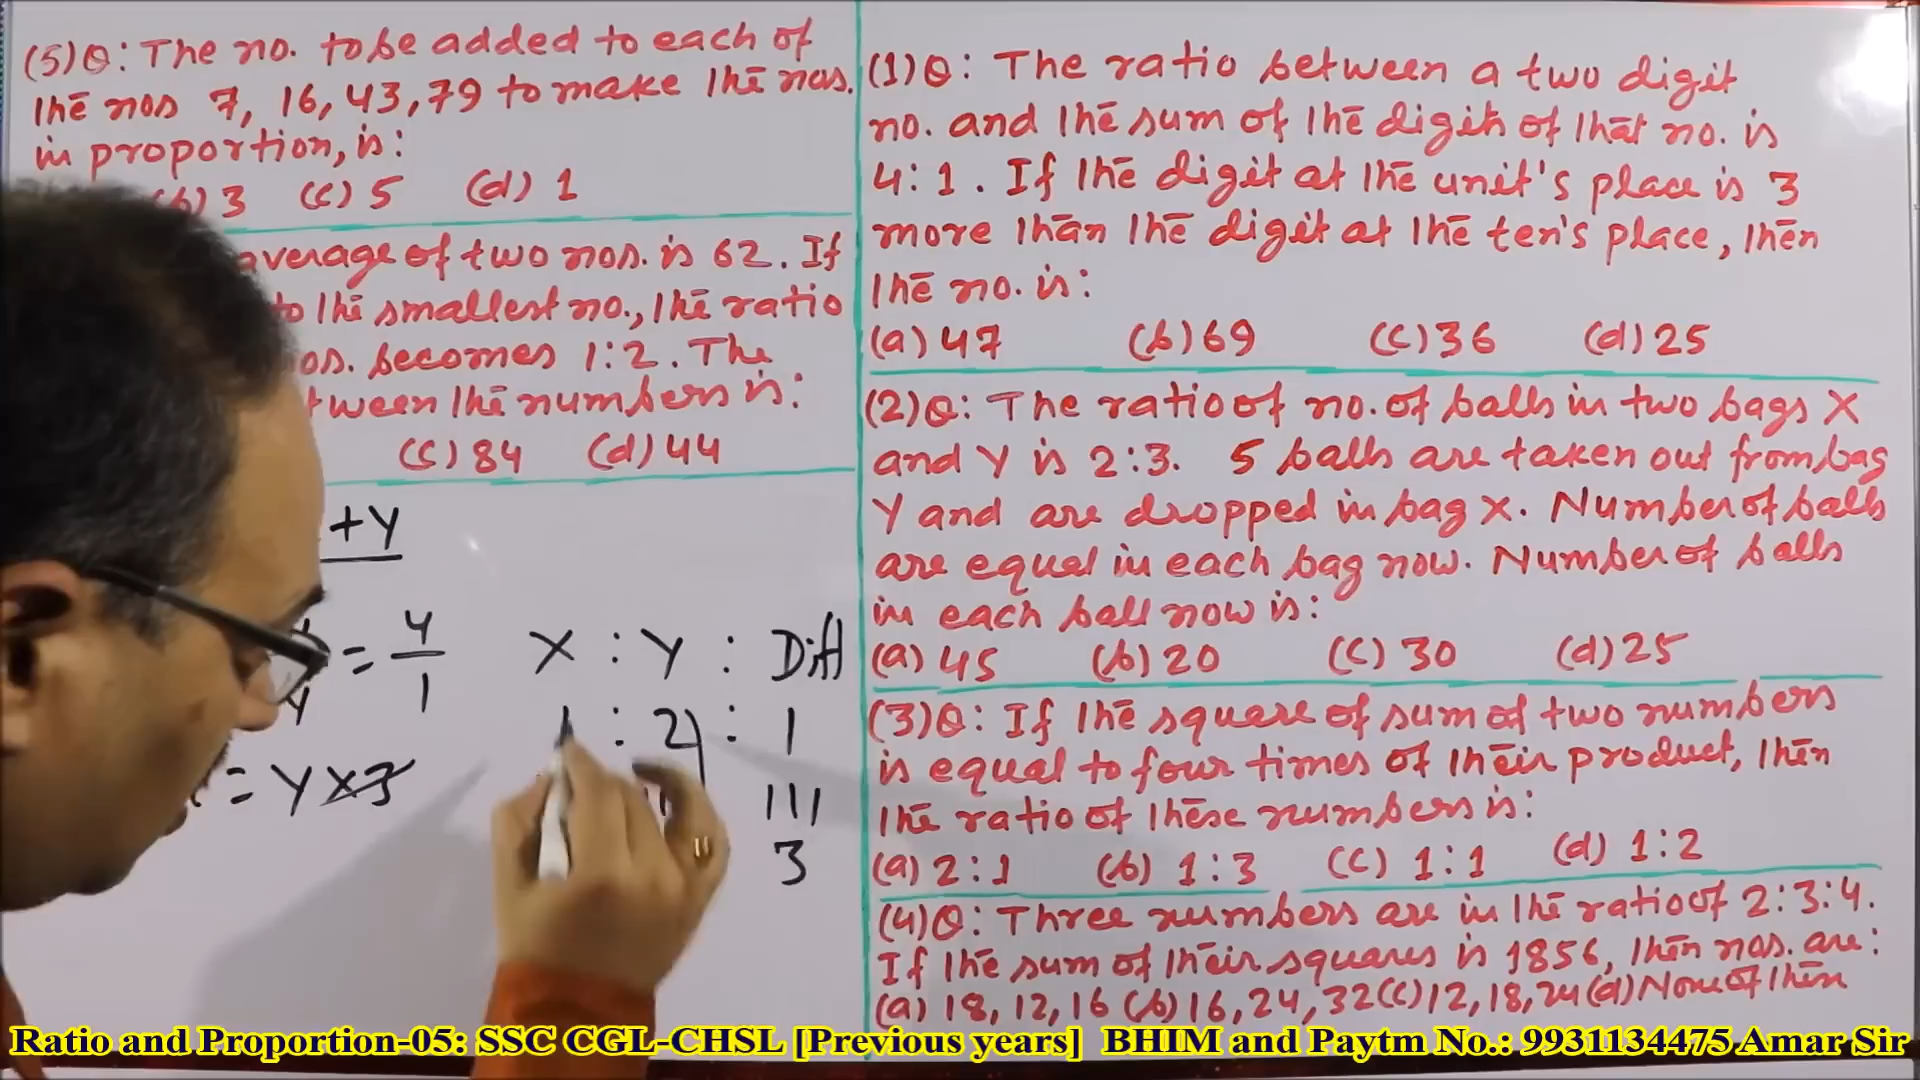 (5)Q: The no. to be added to each of
the nos 7, 16, 43, 79 to make the nos.
in proportion, is:
(b) 3 (c) 5 (d) 1
average of two nos. is 62. If
to the smallest no., the ratio
nos. becomes 1:2. The
between the numbers is:
(c) 84 (d) 44
+Y
= 4/1
= Y×3
X : Y : Diff
1 : 2 : 1
3
(1)Q: The ratio between a two digit
no. and the sum of the digits of that no. is
4:1. If the digit at the unit's place is 3
more than the digit at the ten's place, then
the no. is:
(a) 47 (b) 69 (c) 36 (d) 25
(2)Q: The ratio of no. of balls in two bags X
and Y is 2:3. 5 balls are taken out from bag
Y and are dropped in bag X. Number of balls
are equal in each bag now. Number of balls
in each ball now is:
(a) 45 (b) 20 (c) 30 (d) 25
(3)Q: If the square of sum of two numbers
is equal to four times of their product, then
the ratio of these numbers is:
(a) 2:1 (b) 1:3 (c) 1:1 (d) 1:2
(4)Q: Three numbers are in the ratio of 2:3:4.
If the sum of their squares is 1856, then nos. are:
(a) 18, 12, 16 (b) 16, 24, 32 (c) 12, 18, 24 (d) None of then
Ratio and Proportion-05: SSC CGL-CHSL [Previous years] BHIM and Paytm No.: 9931134475 Amar Sir